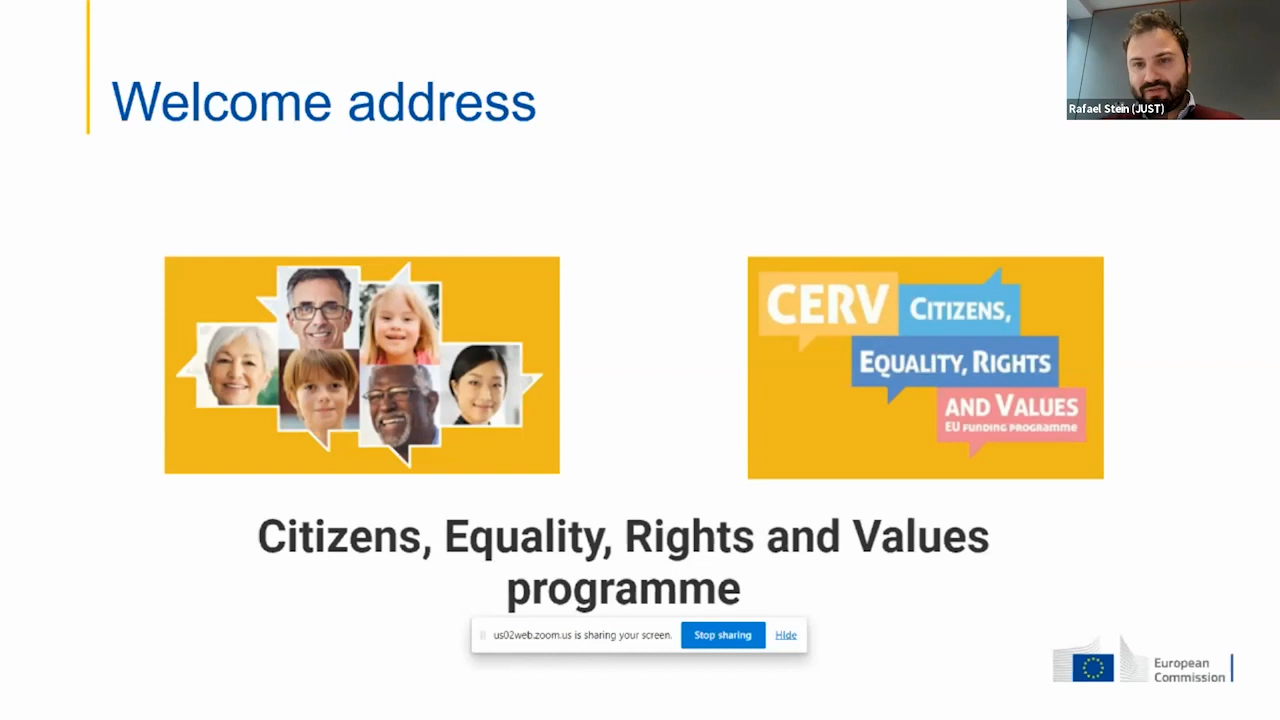 Welcome address
Rafael Stein (JUST)
CERV CITIZENS,
EQUALITY, RIGHTS
AND VALUES
EU FUNDING PROGRAMME
Citizens, Equality, Rights and Values
programme
us02web.zoom.us is sharing your screen. Stop sharing Hide
European
Commission